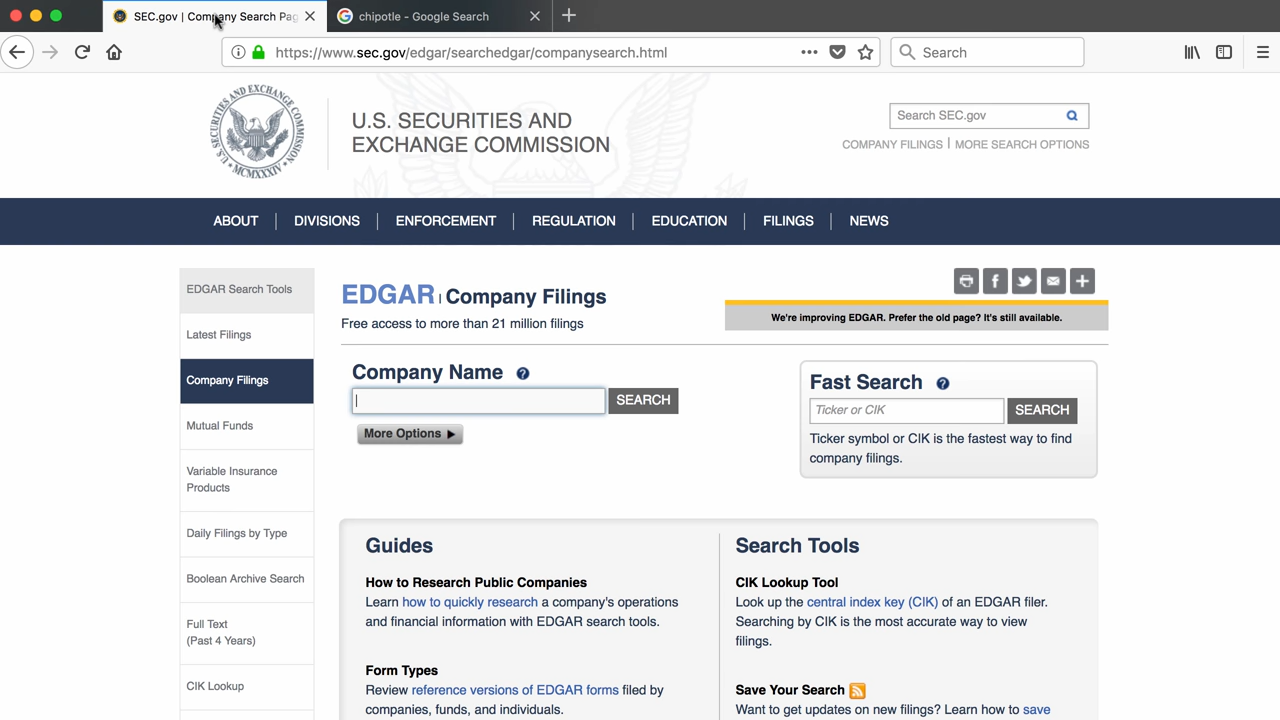 SEC.gov | Company Search Pag
chipotle - Google Search
https://www.sec.gov/edgar/searchedgar/companysearch.html
Search
U.S. SECURITIES AND
EXCHANGE COMMISSION
Search SEC.gov
COMPANY FILINGS | MORE SEARCH OPTIONS
ABOUT | DIVISIONS | ENFORCEMENT | REGULATION | EDUCATION | FILINGS | NEWS
EDGAR Search Tools
Latest Filings
Company Filings
Mutual Funds
Variable Insurance
Products
Daily Filings by Type
Boolean Archive Search
Full Text
(Past 4 Years)
CIK Lookup
EDGAR | Company Filings
Free access to more than 21 million filings
We're improving EDGAR. Prefer the old page? It's still available.
Company Name
SEARCH
More Options
Fast Search
Ticker or CIK
SEARCH
Ticker symbol or CIK is the fastest way to find
company filings.
Guides
How to Research Public Companies
Learn how to quickly research a company's operations
and financial information with EDGAR search tools.
Form Types
Review reference versions of EDGAR forms filed by
companies, funds, and individuals.
Search Tools
CIK Lookup Tool
Look up the central index key (CIK) of an EDGAR filer.
Searching by CIK is the most accurate way to view
filings.
Save Your Search
Want to get updates on new filings? Learn how to save